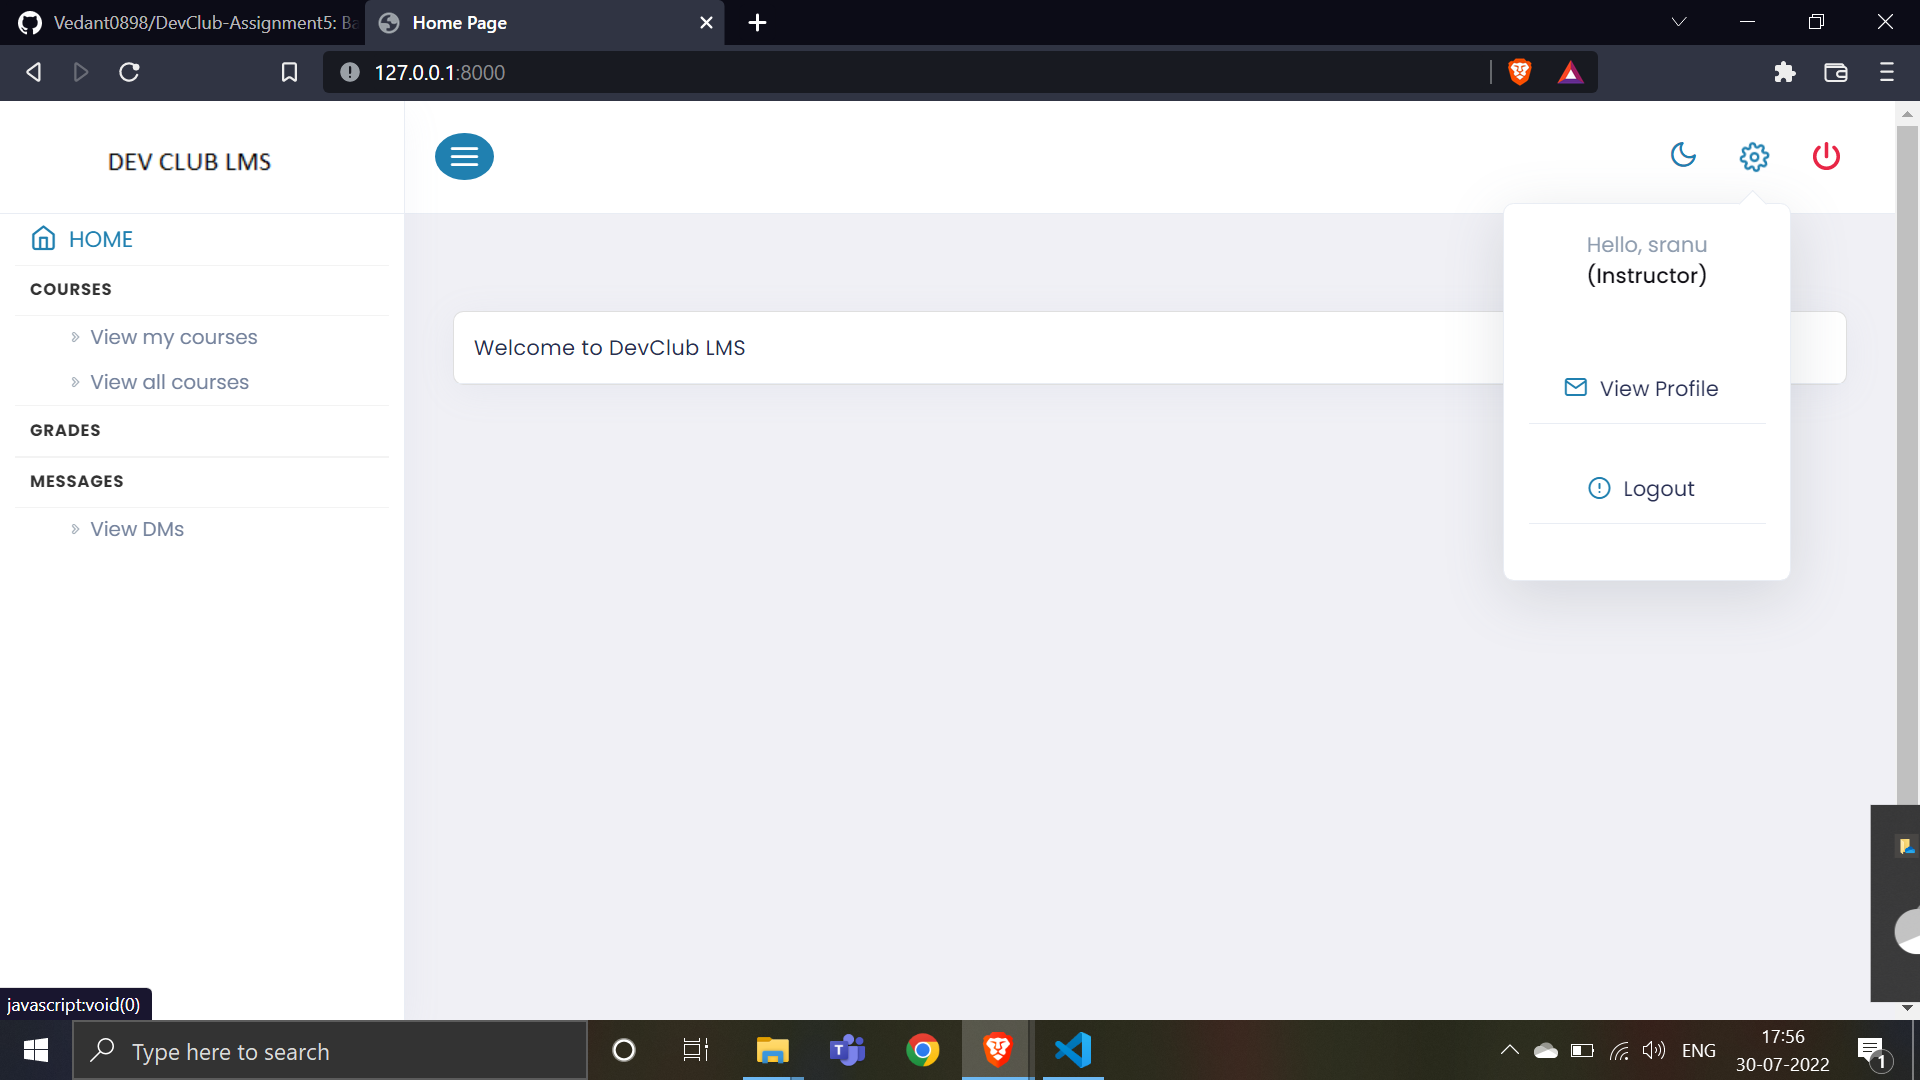 Vedant0898/DevClub-Assignment5: Ba
Home Page
127.0.0.1:8000
DEV CLUB LMS
HOME
COURSES
View my courses
View all courses
GRADES
MESSAGES
View DMs
Welcome to DevClub LMS
Hello, sranu
(Instructor)
View Profile
Logout
javascript:void(0)
Type here to search
T
ENG
17:56
30-07-2022
1